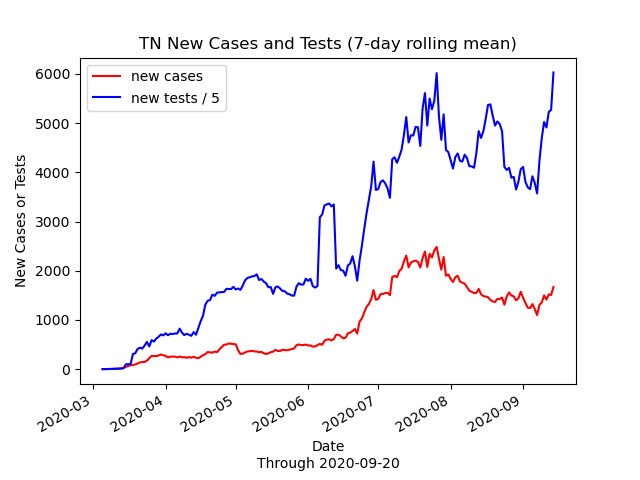 TN New Cases and Tests (7-day rolling mean)
new cases
new tests / 5
6000
5000
4000
3000
2000
1000
0
New Cases or Tests
2020-03
2020-04
2020-05
2020-06
2020-07
2020-08
2020-09
Date
Through 2020-09-20